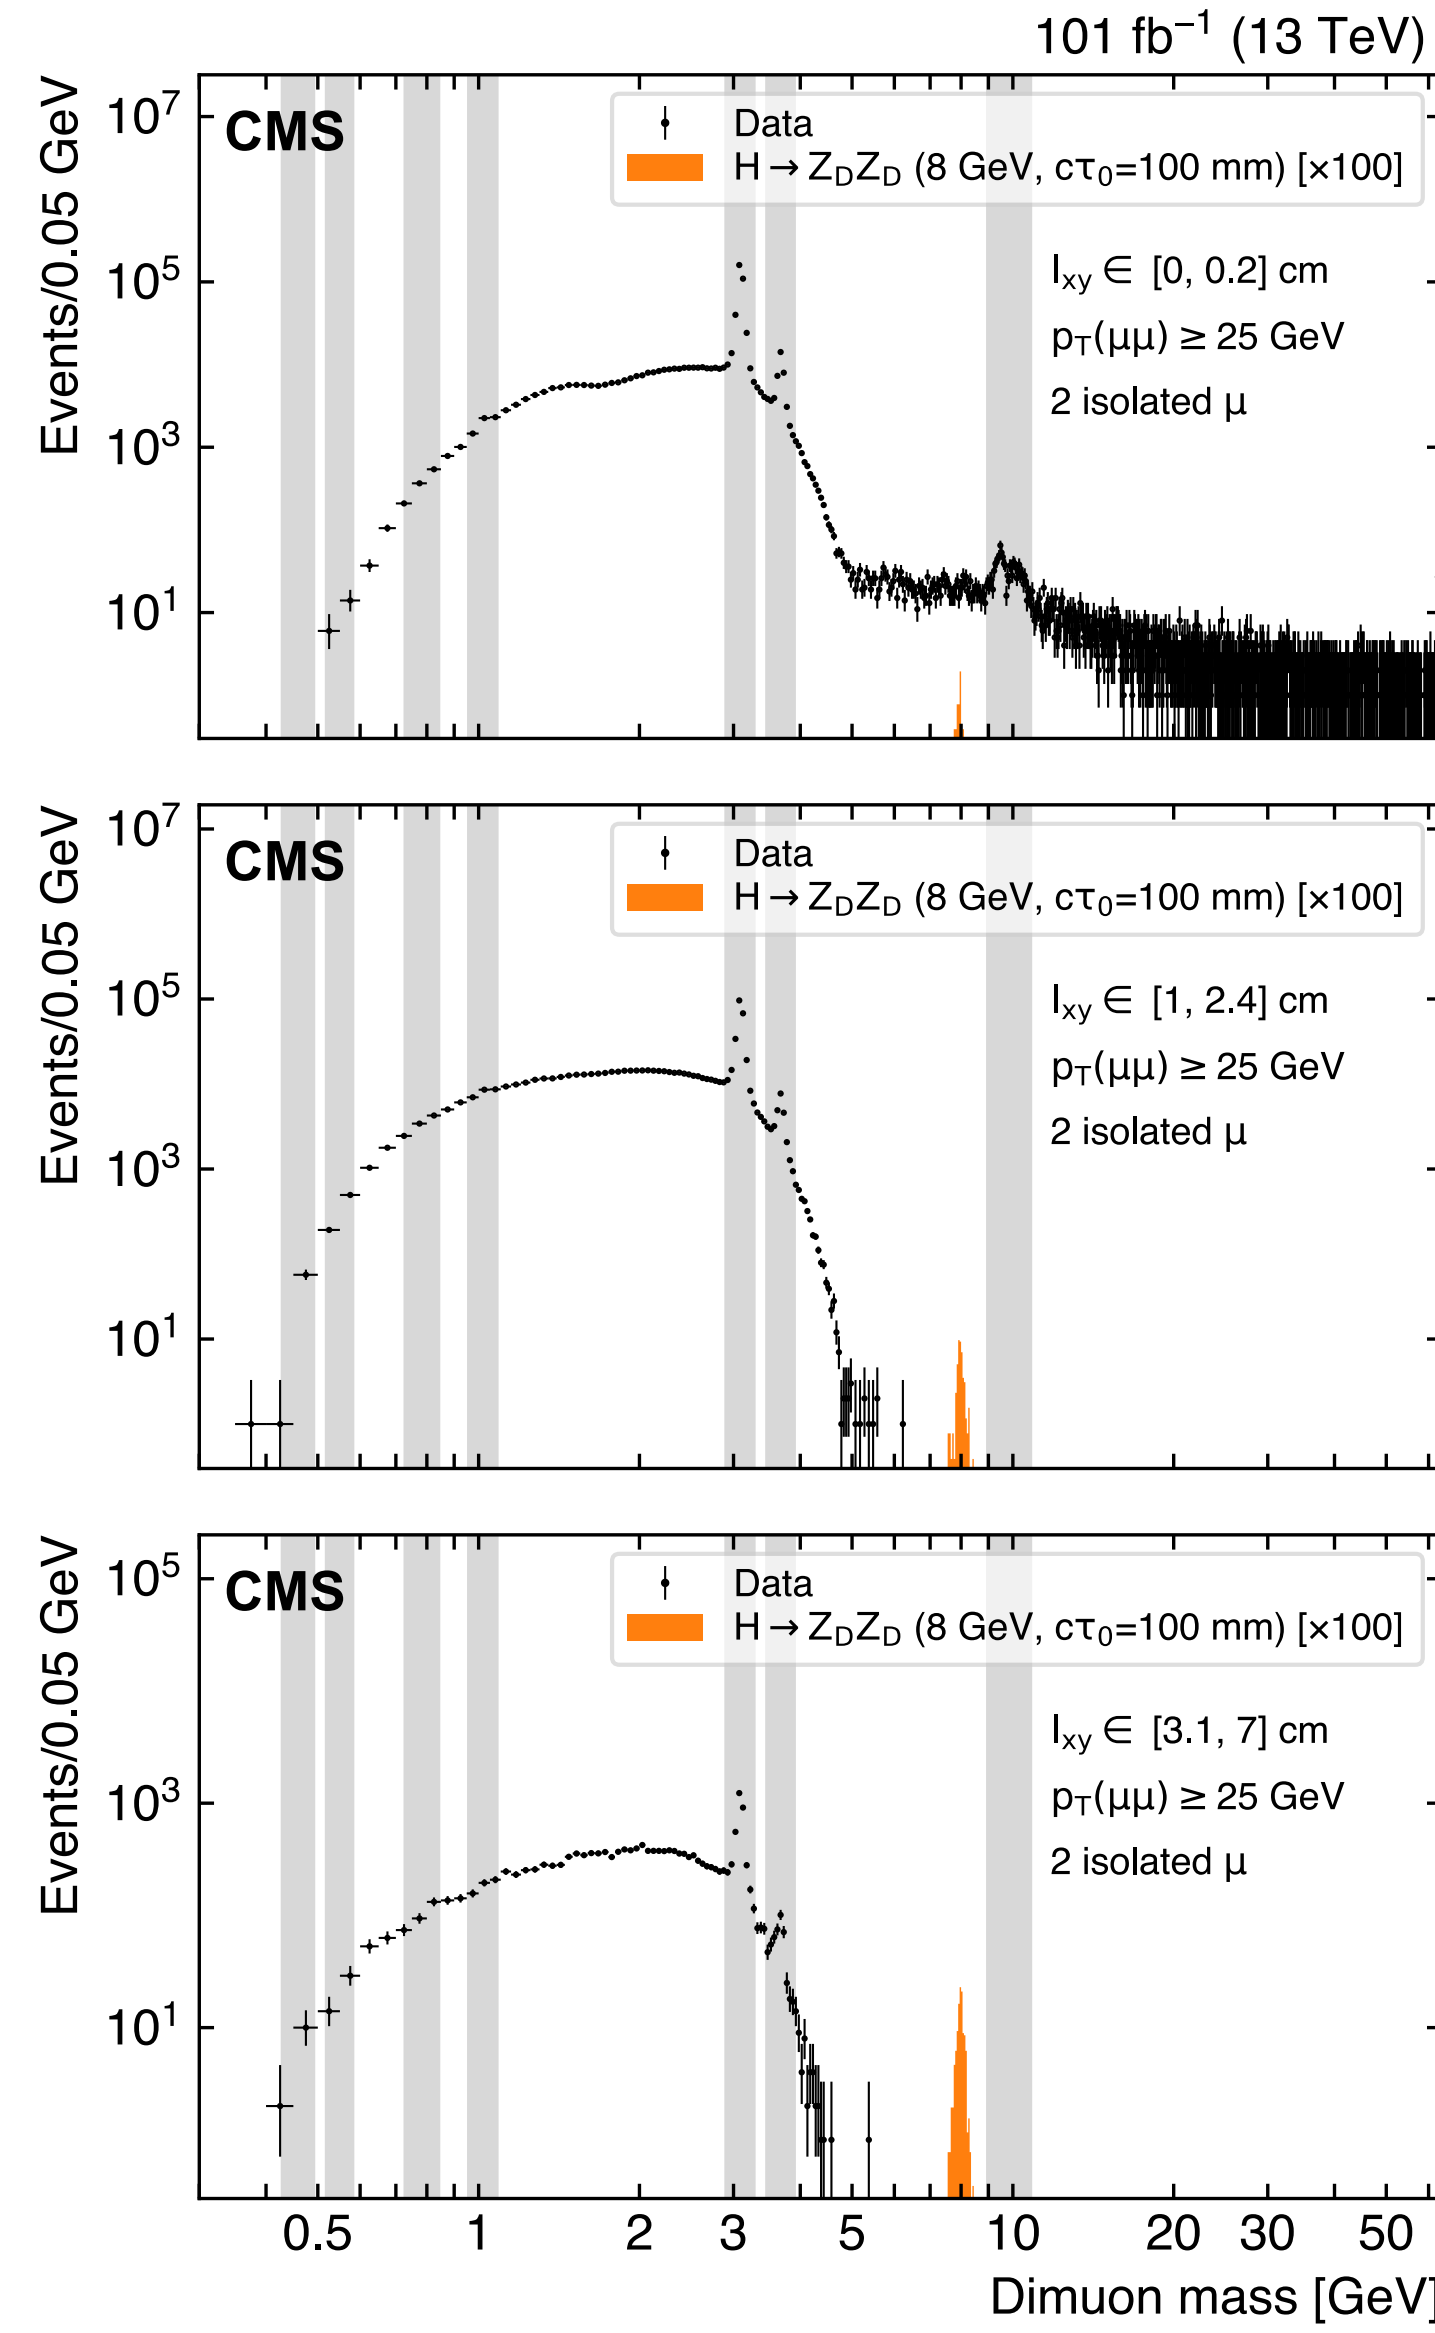 101 fb⁻¹ (13 TeV)
Events/0.05 GeV
10⁷
10⁵
10³
10¹
CMS
Data
H → Z_DZ_D (8 GeV, cτ₀=100 mm) [×100]
l_xy ∈ [0, 0.2] cm
p_T(μμ) ≥ 25 GeV
2 isolated μ
Events/0.05 GeV
10⁷
10⁵
10³
10¹
CMS
Data
H → Z_DZ_D (8 GeV, cτ₀=100 mm) [×100]
l_xy ∈ [1, 2.4] cm
p_T(μμ) ≥ 25 GeV
2 isolated μ
Events/0.05 GeV
10⁵
10³
10¹
CMS
Data
H → Z_DZ_D (8 GeV, cτ₀=100 mm) [×100]
l_xy ∈ [3.1, 7] cm
p_T(μμ) ≥ 25 GeV
2 isolated μ
0.5 1 2 3 5 10 20 30 50
Dimuon mass [GeV]